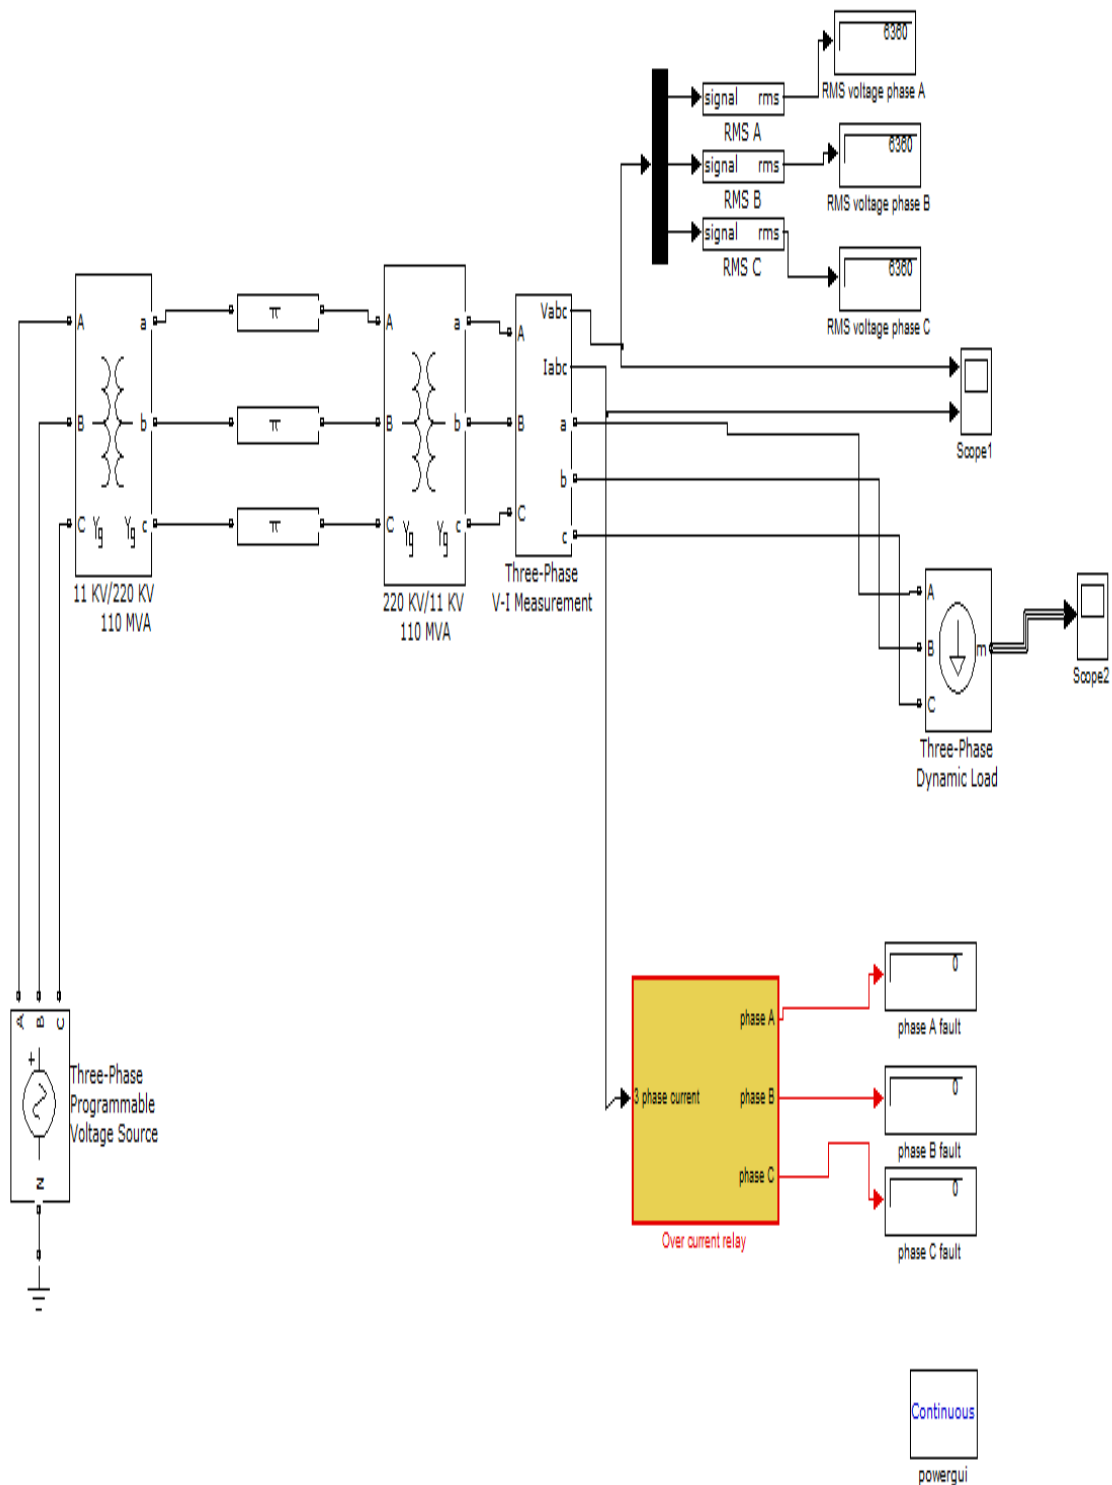 6360
RMS voltage phase A
signal rms
RMS A
6360
RMS voltage phase B
signal rms
RMS B
6360
RMS voltage phase C
signal rms
RMS C
A a
B b
C Yg Yg c
11 KV/220 KV
110 MVA
π
π
π
A a
B b
C Yg Yg c
220 KV/11 KV
110 MVA
Vabc
A
Iabc
B a
b
C
c
Three-Phase
V-I Measurement
Scope1
A
B m
C
Three-Phase
Dynamic Load
Scope2
A B C
+
N
Three-Phase
Programmable
Voltage Source
3 phase current
phase A
phase B
phase C
Over current relay
0
phase A fault
0
phase B fault
0
phase C fault
Continuous
powergui